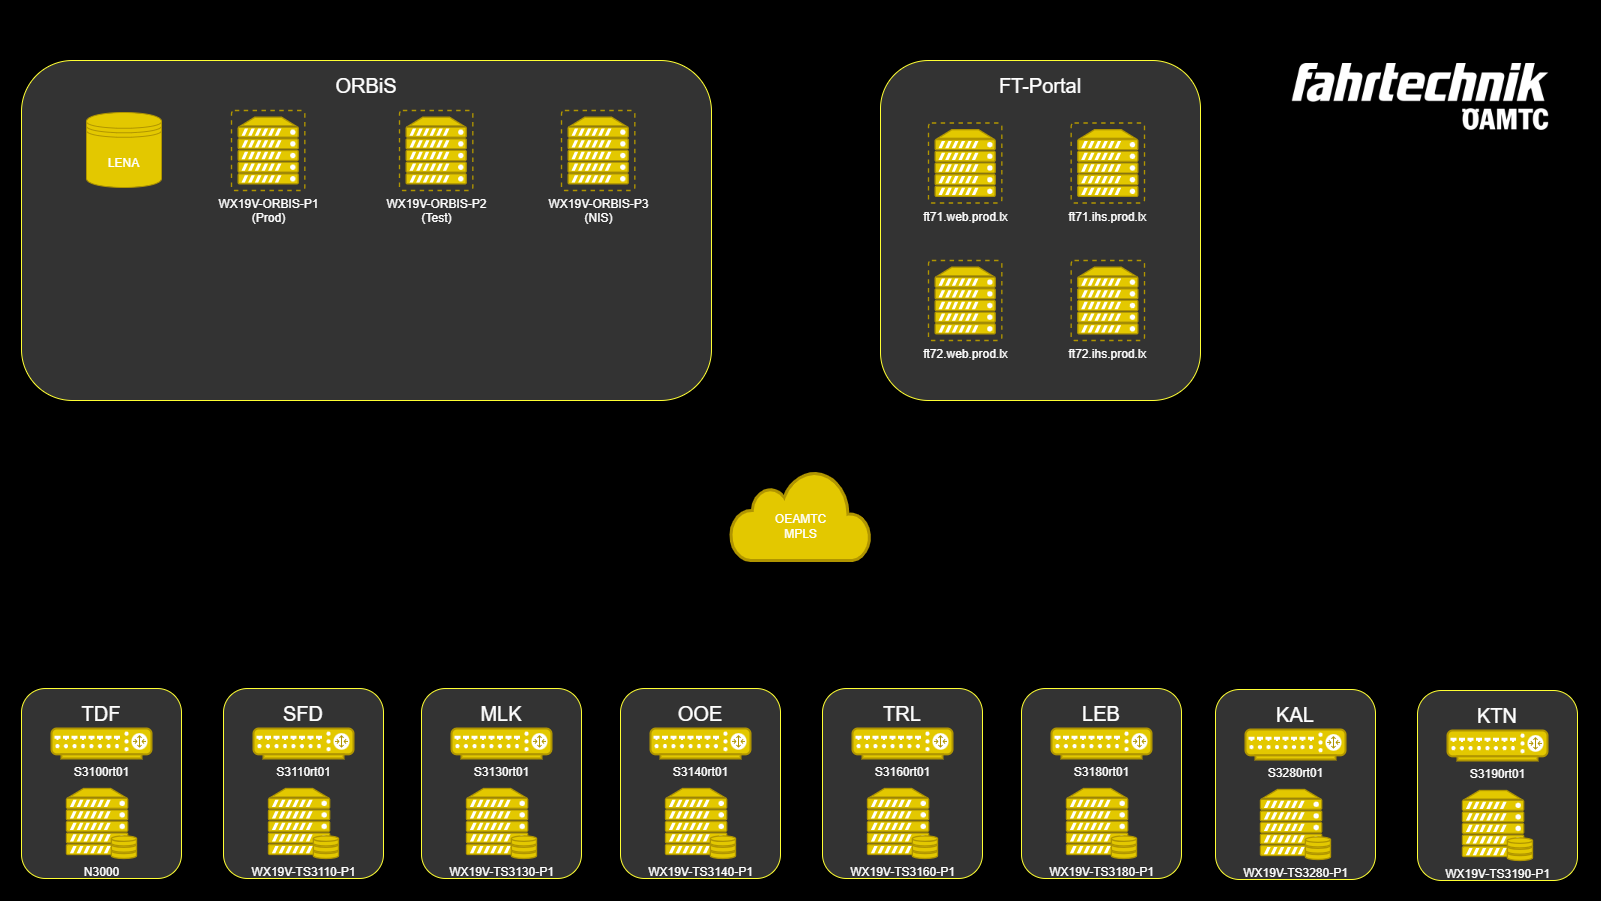 ORBiS
LENA
WX19V-ORBIS-P1
(Prod)
WX19V-ORBIS-P2
(Test)
WX19V-ORBIS-P3
(NIS)
FT-Portal
ft71.web.prod.lx
ft71.ihs.prod.lx
ft72.web.prod.lx
ft72.ihs.prod.lx
fahrtechnik
ÖAMTC
OEAMTC
MPLS
TDF
S3100rt01
N3000
SFD
S3110rt01
WX19V-TS3110-P1
MLK
S3130rt01
WX19V-TS3130-P1
OOE
S3140rt01
WX19V-TS3140-P1
TRL
S3160rt01
WX19V-TS3160-P1
LEB
S3180rt01
WX19V-TS3180-P1
KAL
S3280rt01
WX19V-TS3280-P1
KTN
S3190rt01
WX19V-TS3190-P1